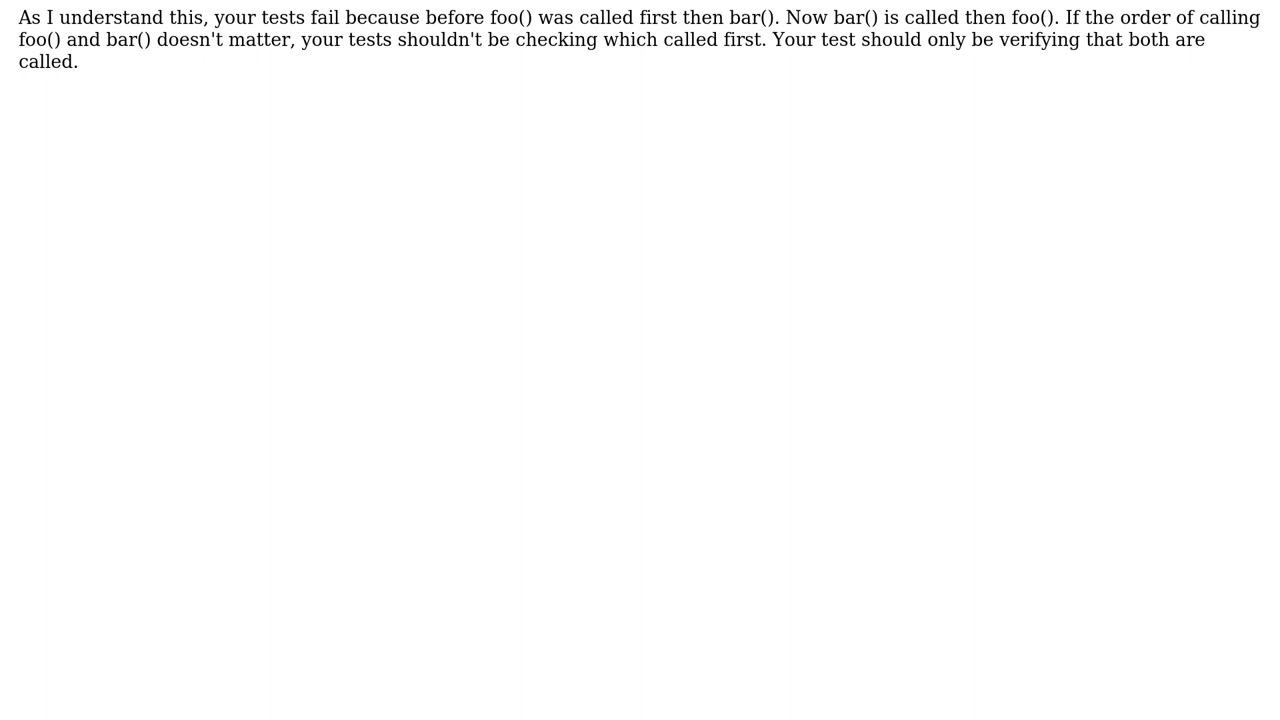 As I understand this, your tests fail because before foo() was called first then bar(). Now bar() is called then foo(). If the order of calling
foo() and bar() doesn't matter, your tests shouldn't be checking which called first. Your test should only be verifying that both are
called.